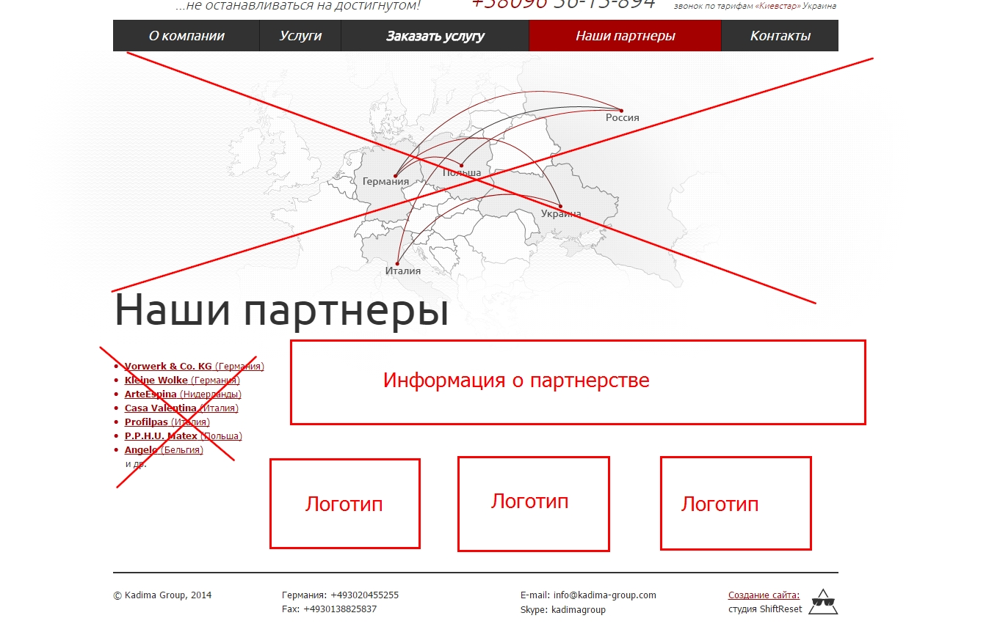 ...не останавливаться на достигнутом!
+38096 56-15-894
звонок по тарифам «Киевстар» Украина
О компании
Услуги
Заказать услугу
Наши партнеры
Контакты
Россия
Польша
Германия
Украина
Италия
Наши партнеры
Vorwerk & Co. KG (Германия)
Kleine Wolke (Германия)
ArteEspina (Нидерланды)
Casa Valentina (Италия)
Profilpas (Италия)
P.P.H.U. Matex (Польша)
Angelo (Бельгия)
и др.
Информация о партнерстве
Логотип
Логотип
Логотип
© Kadima Group, 2014
Германия: +493020455255
Fax: +4930138825837
E-mail: info@kadima-group.com
Skype: kadimagroup
Создание сайта:
студия ShiftReset